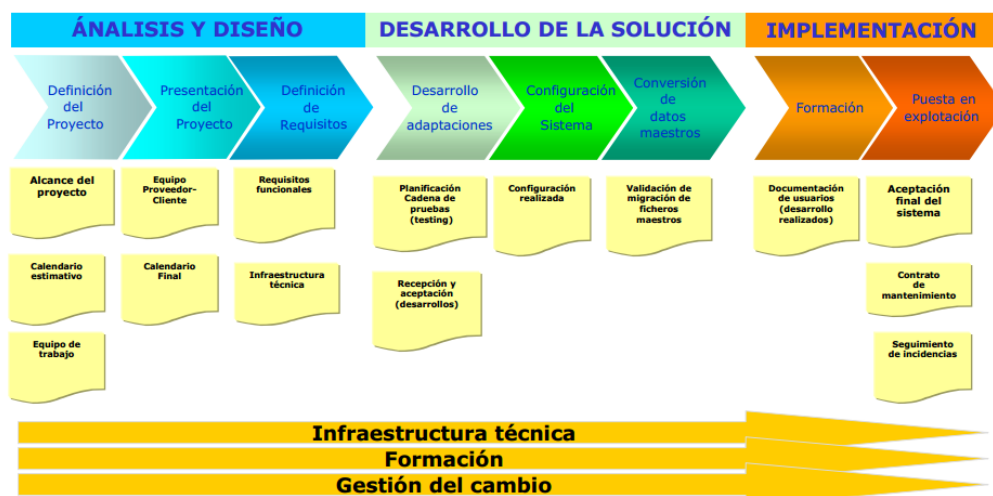 ÁNALISIS Y DISEÑO
DESARROLLO DE LA SOLUCIÓN
IMPLEMENTACIÓN
Definición
del
Proyecto
Presentación
del
Proyecto
Definición
de
Requisitos
Desarrollo
de
adaptaciones
Configuración
del
Sistema
Conversión
de
datos
maestros
Formación
Puesta en
explotación
Alcance del
proyecto
Equipo
Proveedor-
Cliente
Requisitos
funcionales
Planificación
Cadena de
pruebas
(testing)
Configuración
realizada
Validación de
migración de
ficheros
maestros
Documentación
de usuarios
(desarrollo
realizados)
Aceptación
final del
sistema
Calendario
estimativo
Calendario
Final
Infraestructura
técnica
Recepción y
aceptación
(desarrollos)
Contrato
de
mantenimiento
Equipo de
trabajo
Seguimiento
de incidencias
Infraestructura técnica
Formación
Gestión del cambio